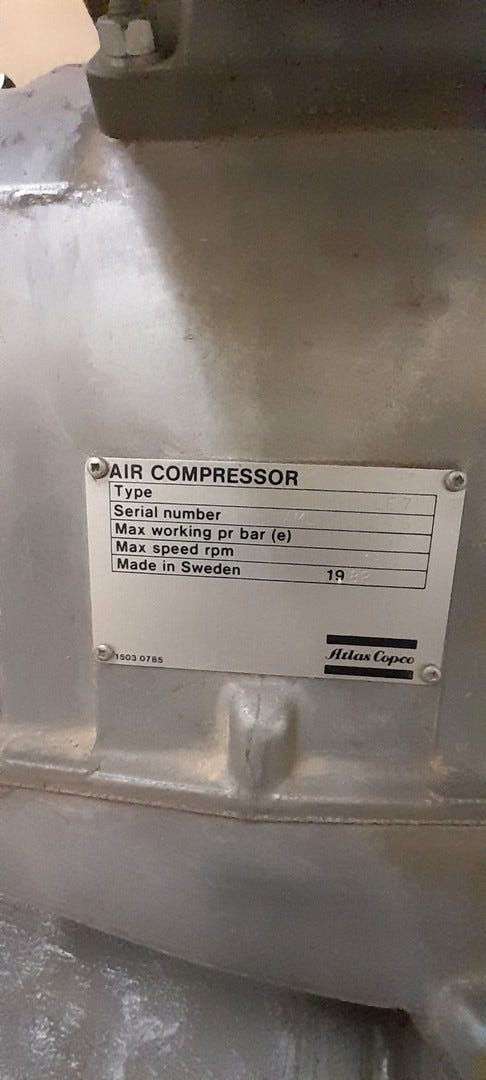 AIR COMPRESSOR
Type
Serial number
Max working pr bar (e)
Max speed rpm
Made in Sweden 19
1503 0785
Atlas Copco